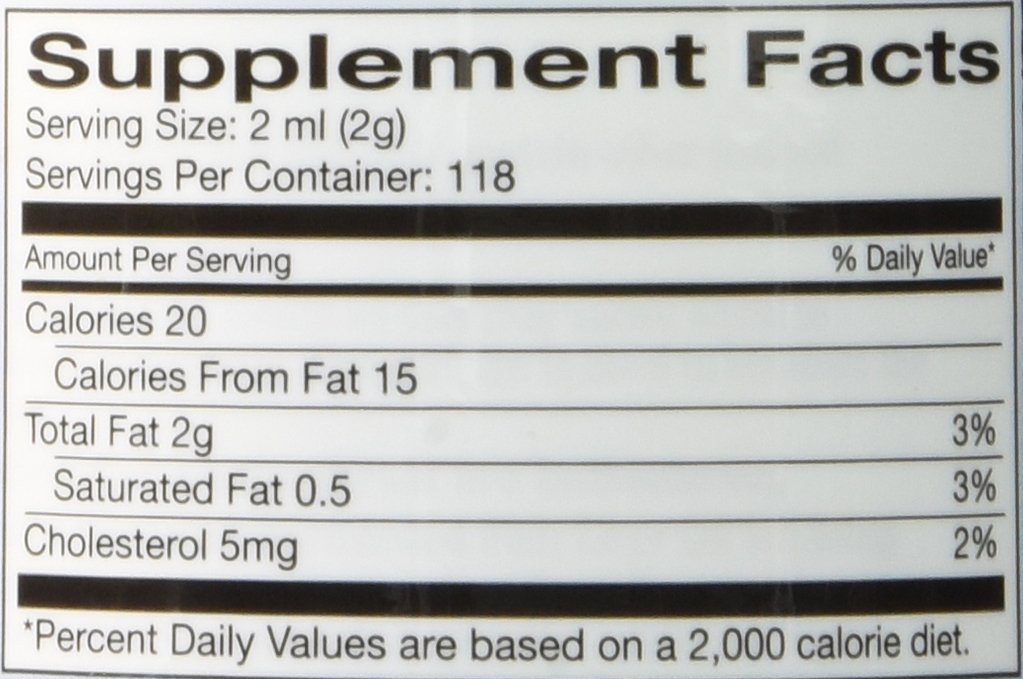 Supplement Facts
Serving Size: 2 ml (2g)
Servings Per Container: 118
Amount Per Serving % Daily Value*
Calories 20
Calories From Fat 15
Total Fat 2g 3%
Saturated Fat 0.5 3%
Cholesterol 5mg 2%
*Percent Daily Values are based on a 2,000 calorie diet.